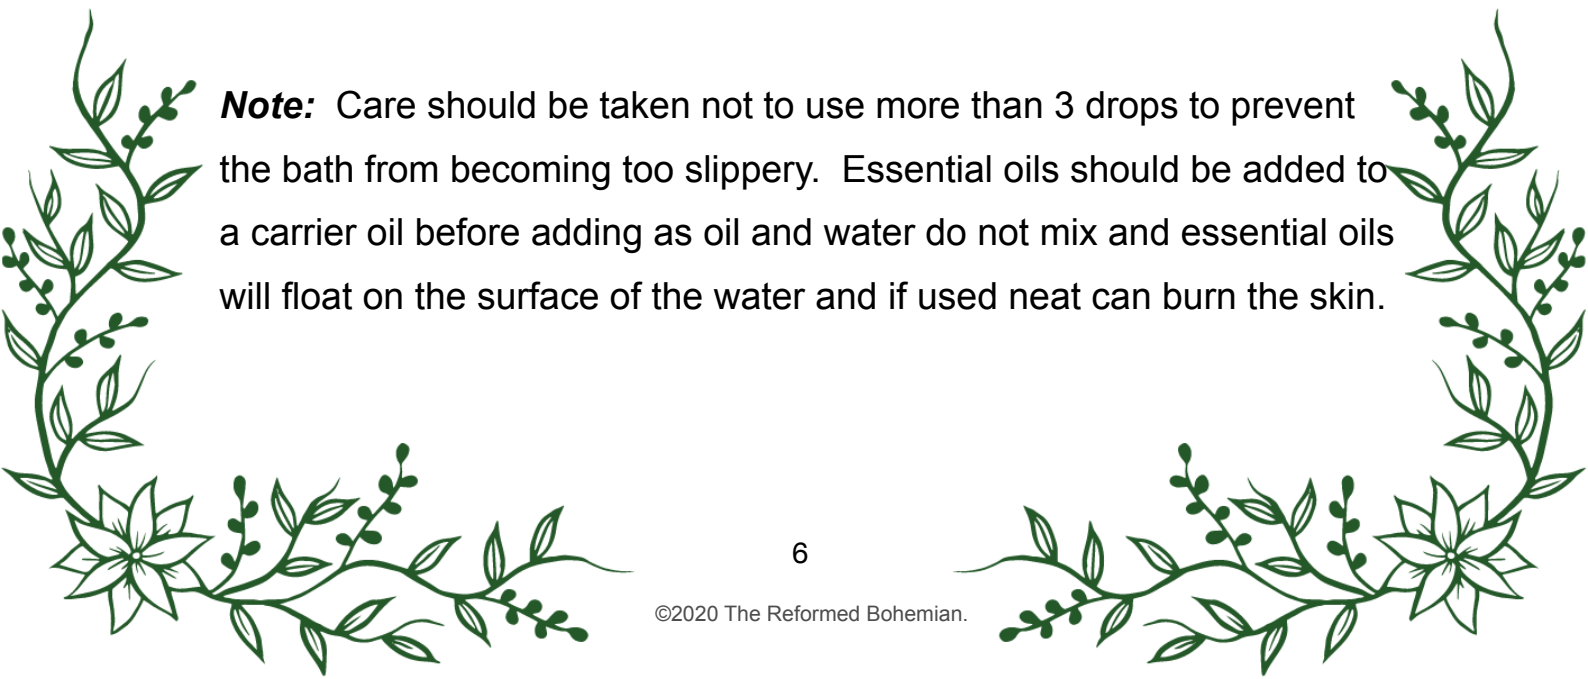 Note:  Care should be taken not to use more than 3 drops to prevent
the bath from becoming too slippery.  Essential oils should be added to
a carrier oil before adding as oil and water do not mix and essential oils
will float on the surface of the water and if used neat can burn the skin.
6
©2020 The Reformed Bohemian.